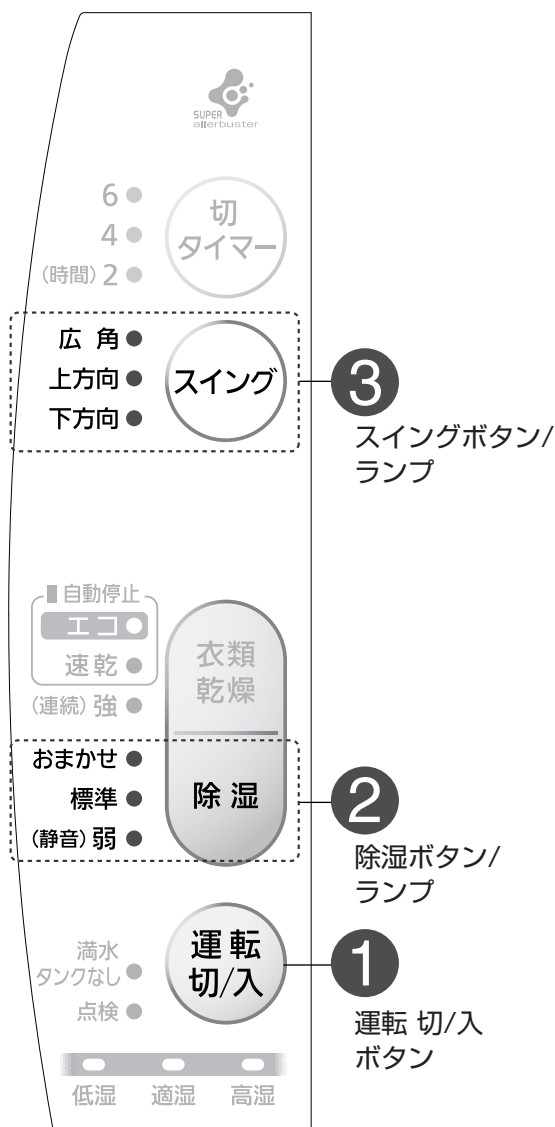 SUPER
allerbuster
6
4
(時間) 2
切
タイマー
広 角
上方向
下方向
スイング
3
スイングボタン/
ランプ
自動停止
エコ
速乾
(連続) 強
衣類
乾燥
おまかせ
標準
(静音) 弱
除 湿
2
除湿ボタン/
ランプ
満水
タンクなし
点検
運 転
切/入
1
運転 切/入
ボタン
低湿 適湿 高湿